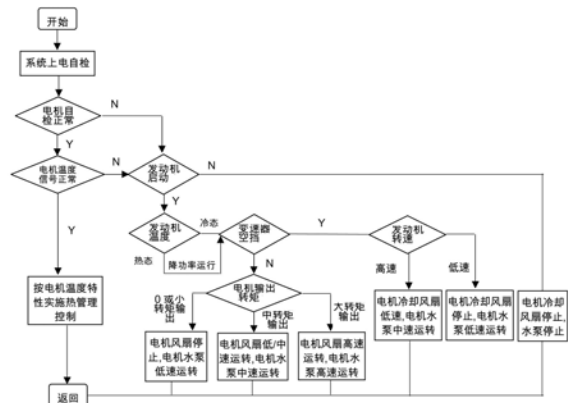 开始
系统上电自检
电机自
检正常
N
Y
电机温度
信号正常
N
发动机
启动
N
Y
Y
发动机
温度
冷态
热态
降功率运行
变速器
空挡
Y
N
发动机
转速
高速
低速
按电机温度特
性实施热管理
控制
电机输出
转矩
0 或小
转矩输
出
中转矩
输出
大转矩
输出
电机风扇停
止,电机水泵
低速运转
电机风扇低/中
速运转,电机水
泵中速运转
电机风扇高速
运转,电机水
泵高速运转
电机冷却风扇
低速,电机水
泵中速运转
电机冷却风扇
停止,电机水
泵低速运转
电机冷却
风扇停止,
水泵停止
返回